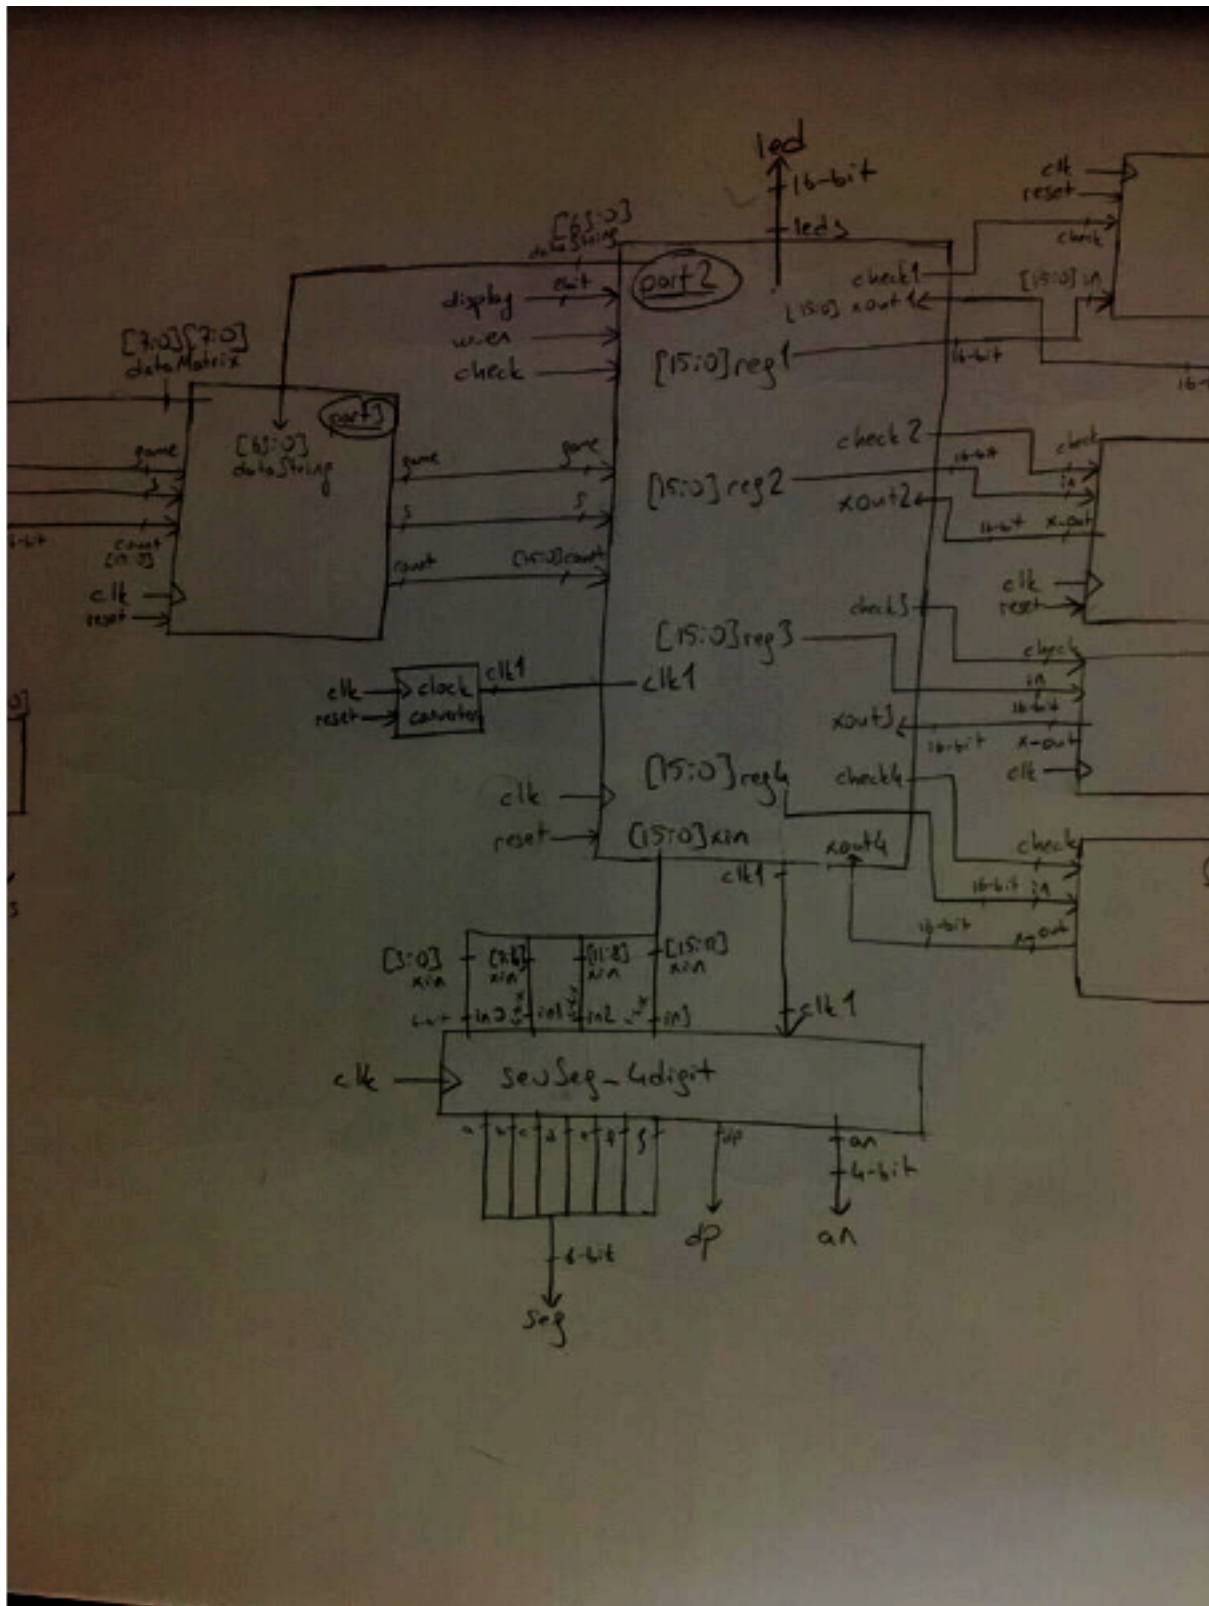 led
16-bit
leds
[63:0]
dataString
part2
display
w-en
check
check1
[15:0] xout1
[15:0]reg1
16-bit
clk
reset
check
[15:0]in
[7:0][7:0]
dataMatrix
part3
[63:0]
dataString
game
s
count
[15:0]
clk
reset
game
s
count
game
s
[15:0]count
check2
[15:0]reg2
16-bit
xout2
16-bit
x-out
check
in
clk
reset
check3
[15:0]reg3
check
in
16-bit
xout3
16-bit
x-out
clk
clk
reset
clock
converter
clk1
clk1
[15:0]reg4
check4
clk
reset
[15:0]xin
clk1
xout4
check
16-bit
in
16-bit
[3:0]
xin
xin
[11:8]
xin
[15:12]
xin
in0
in1
in2
in3
clk1
clk
sevSeg_4digit
a
b
c
d
e
f
g
dp
an
4-bit
seg
dp
an